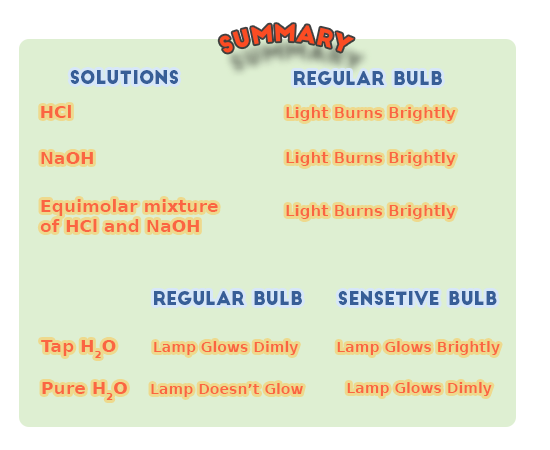 SUMMARY
SOLUTIONS REGULAR BULB
HCl Light Burns Brightly
NaOH Light Burns Brightly
Equimolar mixture
of HCl and NaOH Light Burns Brightly
REGULAR BULB SENSETIVE BULB
Tap H₂O Lamp Glows Dimly Lamp Glows Brightly
Pure H₂O Lamp Doesn’t Glow Lamp Glows Dimly